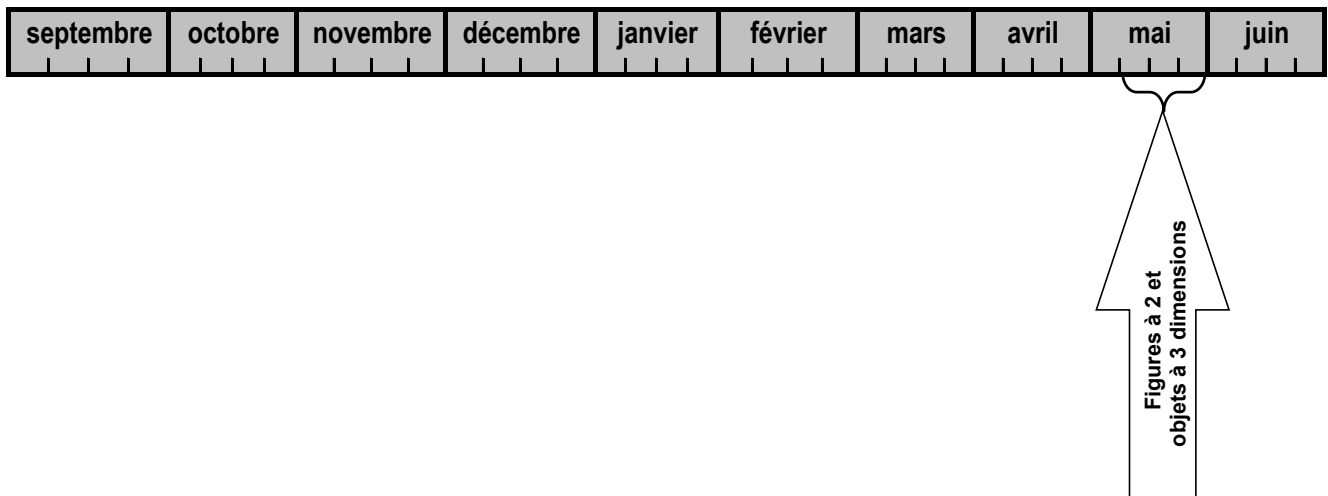 septembre octobre novembre décembre janvier février mars avril mai juin
Figures à 2 et
objets à 3 dimensions